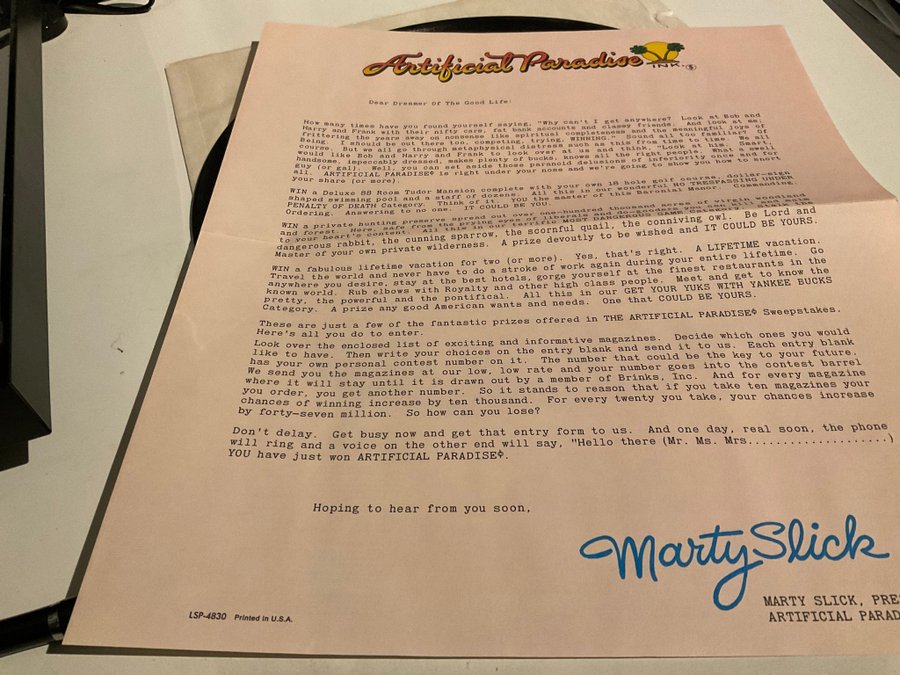 Artificial Paradise
INK. $
Dear Dreamer Of The Good Life:
How many times have you found yourself saying, "Why can't I get anywhere? Look at Bob and
Harry and Frank with their nifty cars, fat bank accounts and classy friends. And look at me;
frittering the years away on nonsense like spiritual completeness and the meaningful joys of
Being. I should be out there too, competing, trying, WINNING." Sound all too familiar? Of
course. But we all go through metaphysical distress such as this from time to time. We all
would like Bob and Harry and Frank to look over at us and think, "Look at him. Smart,
handsome, impeccably dressed, makes plenty of bucks, knows all the right people. What a swell
guy (or gal). Well, you can set aside those paranoid delusions of inferiority once and for
all. ARTIFICIAL PARADISE¢ is right under your nose and we're going to show you how to snort
your share (or more).
WIN a Deluxe 88 Room Tudor Mansion complete with your own 18 hole golf course, dollar-sign
shaped swimming pool and a staff of dozens. All this in our wonderful NO TRESPASSING UNDER
PENALTY OF DEATH Category. Think of it. YOU the master of this Baronial Manor. Commanding.
Ordering. Answering to no one. IT COULD BE YOU.
WIN a private hunting preserve spread out over one-hundred thousand acres of virgin woodland
and forest. Here, safe from the prying eyes of liberals and do-gooders you may kill and maim
to your heart's content. All this in our terrific MOST DANGEROUS GAME Category. The
dangerous rabbit, the cunning sparrow, the scornful quail, the conniving owl. Be Lord and
Master of your own private wilderness. A prize devoutly to be wished and IT COULD BE YOURS.
WIN a fabulous lifetime vacation for two (or more). Yes, that's right. A LIFETIME vacation.
Travel the world and never have to do a stroke of work again during your entire lifetime. Go
anywhere you desire, stay at the best hotels, gorge yourself at the finest restaurants in the
known world. Rub elbows with Royalty and other high class people. Meet and get to know the
pretty, the powerful and the pontifical. All this in our GET YOUR YUKS WITH YANKEE BUCKS
Category. A prize any good American wants and needs. One that COULD BE YOURS.
These are just a few of the fantastic prizes offered in THE ARTIFICIAL PARADISE¢ Sweepstakes.
Here's all you do to enter.
Look over the enclosed list of exciting and informative magazines. Decide which ones you would
like to have. Then write your choices on the entry blank and send it to us. Each entry blank
has your own personal contest number on it. The number that could be the key to your future.
We send you the magazines at our low, low rate and your number goes into the contest barrel
where it will stay until it is drawn out by a member of Brinks, Inc. And for every magazine
you order, you get another number. So it stands to reason that if you take ten magazines your
chances of winning increase by ten thousand. For every twenty you take, your chances increase
by forty-seven million. So how can you lose?
Don't delay. Get busy now and get that entry form to us. And one day, real soon, the phone
will ring and a voice on the other end will say, "Hello there (Mr. Ms. Mrs....................)
YOU have just won ARTIFICIAL PARADISE¢.
Hoping to hear from you soon,
Marty Slick
MARTY SLICK, PRE
ARTIFICIAL PARAD
LSP-4830 Printed in U.S.A.